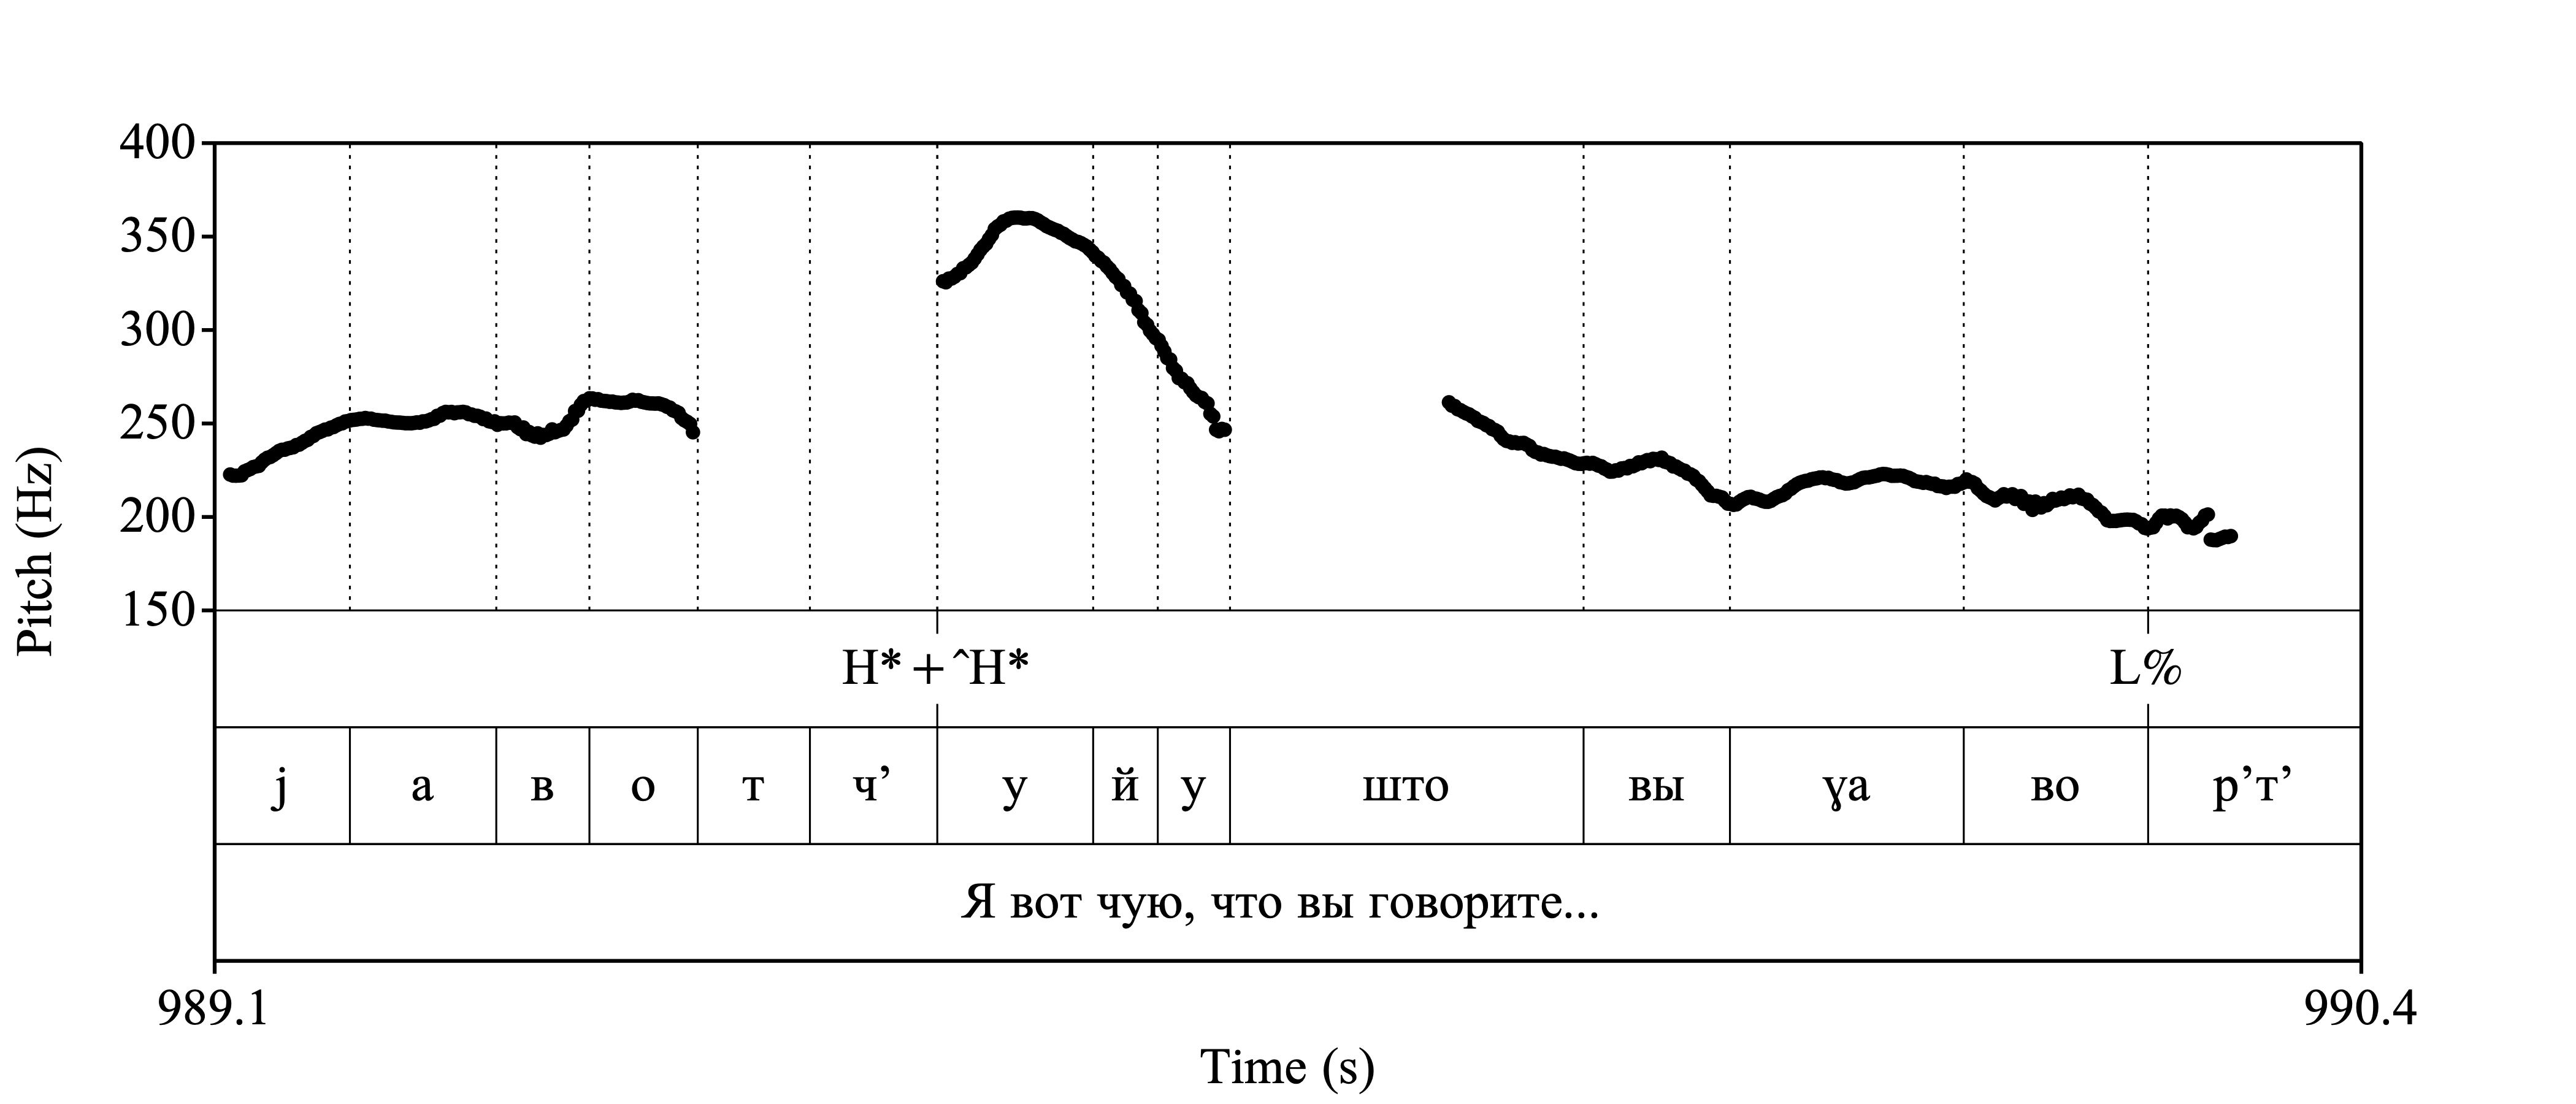 400
350
300
250
200
150
Pitch (Hz)
H* + ˆH* L%
j а в о т ч’ у й у што вы ɣа во р’т’
Я вот чую, что вы говорите...
989.1 990.4
Time (s)